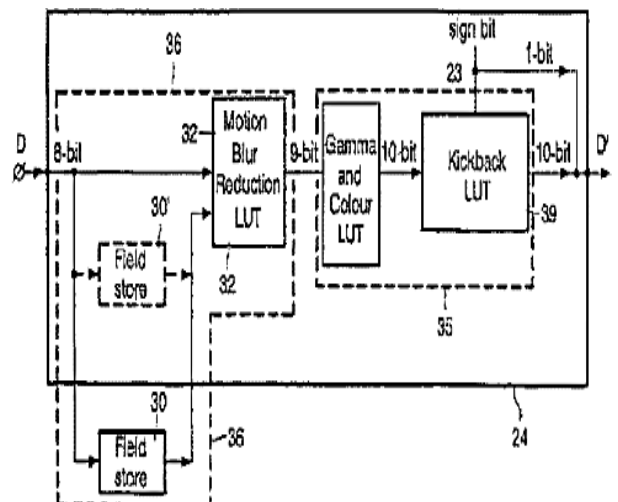 sign bit
36
1-bit
23
D
8-bit
32
Motion
Blur
Reduction
LUT
9-bit
Gamma
and
Colour
LUT
10-bit
Kickback
LUT
10-bit
D'
39
30'
Field
store
32
35
30
Field
store
36
24